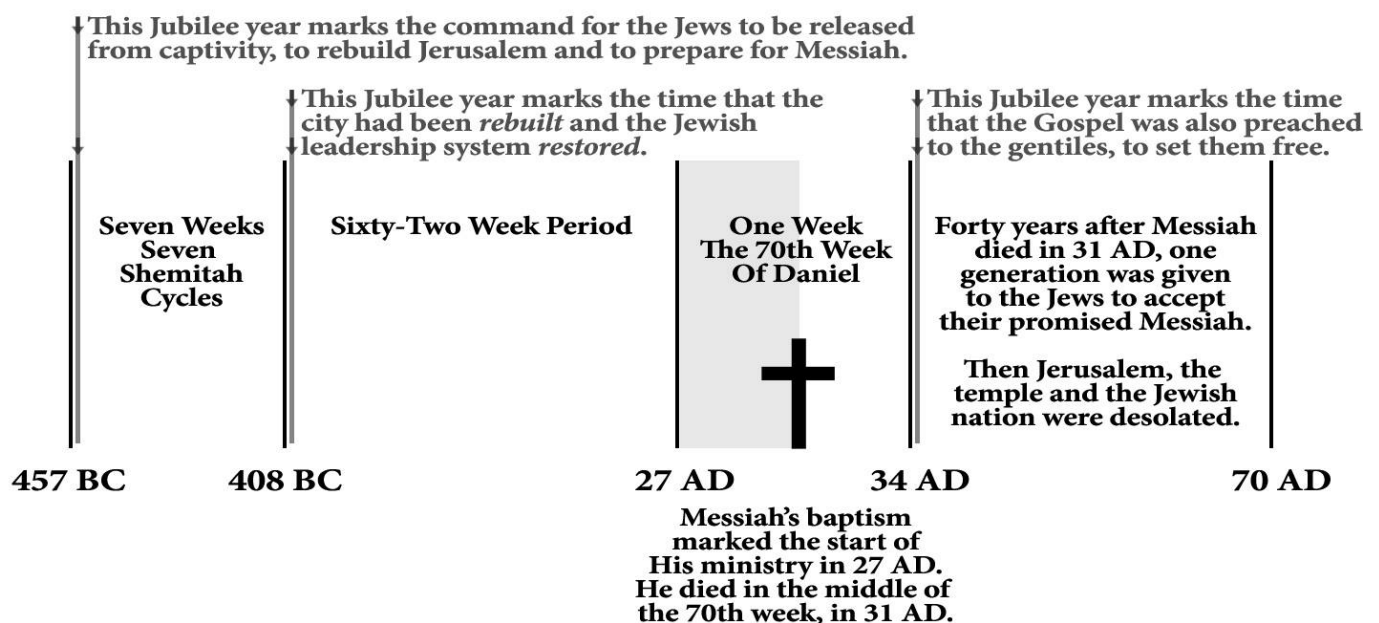 This Jubilee year marks the command for the Jews to be released
from captivity, to rebuild Jerusalem and to prepare for Messiah.
This Jubilee year marks the time that the
city had been rebuilt and the Jewish
leadership system restored.
This Jubilee year marks the time
that the Gospel was also preached
to the gentiles, to set them free.
Seven Weeks
Seven
Shemitah
Cycles
Sixty-Two Week Period
One Week
The 70th Week
Of Daniel
Forty years after Messiah
died in 31 AD, one
generation was given
to the Jews to accept
their promised Messiah.
Then Jerusalem, the
temple and the Jewish
nation were desolated.
457 BC
408 BC
27 AD
34 AD
70 AD
Messiah's baptism
marked the start of
His ministry in 27 AD.
He died in the middle of
the 70th week, in 31 AD.